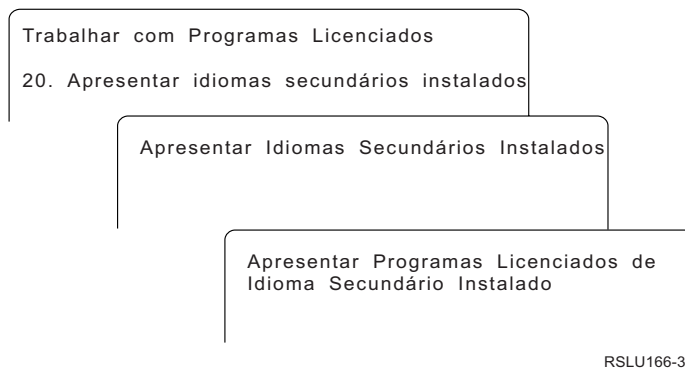 Trabalhar com Programas Licenciados
20. Apresentar idiomas secundários instalados
Apresentar Idiomas Secundários Instalados
Apresentar Programas Licenciados de
Idioma Secundário Instalado
RSLU166-3